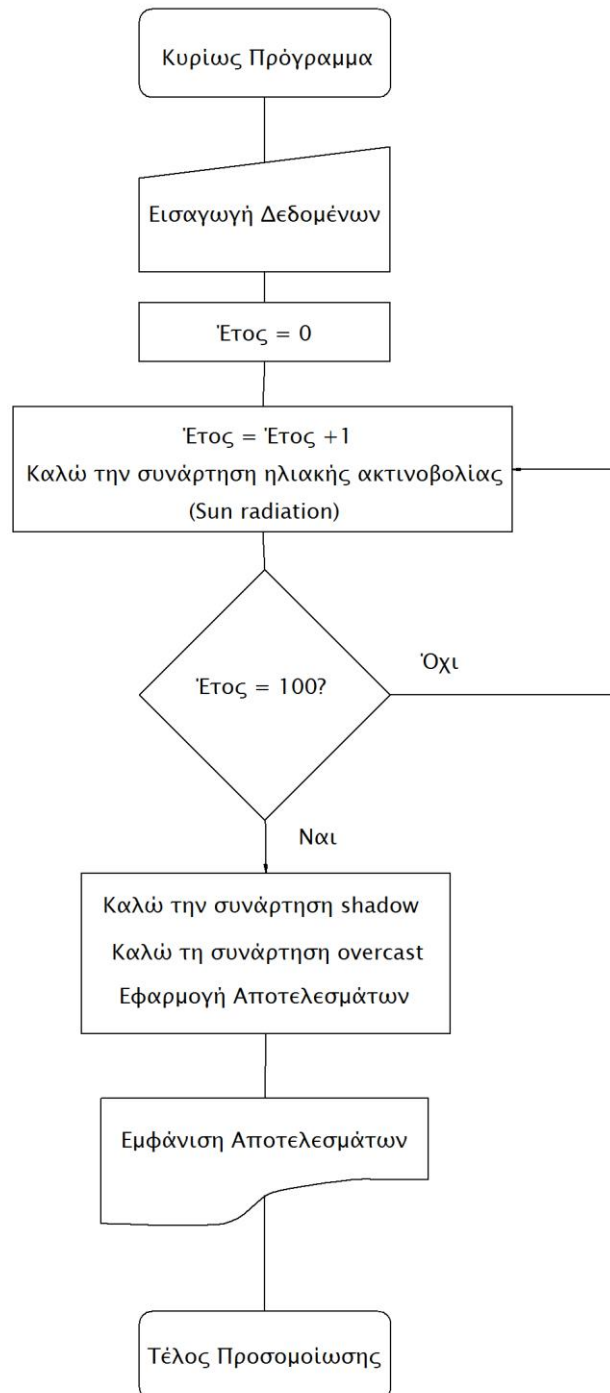 Κυρίως Πρόγραμμα
Εισαγωγή Δεδομένων
Έτος = 0
Έτος = Έτος +1
Καλώ την συνάρτηση ηλιακής ακτινοβολίας
(Sun radiation)
Έτος = 100?
Όχι
Ναι
Καλώ την συνάρτηση shadow
Καλώ τη συνάρτηση overcast
Εφαρμογή Αποτελεσμάτων
Εμφάνιση Αποτελεσμάτων
Τέλος Προσομοίωσης